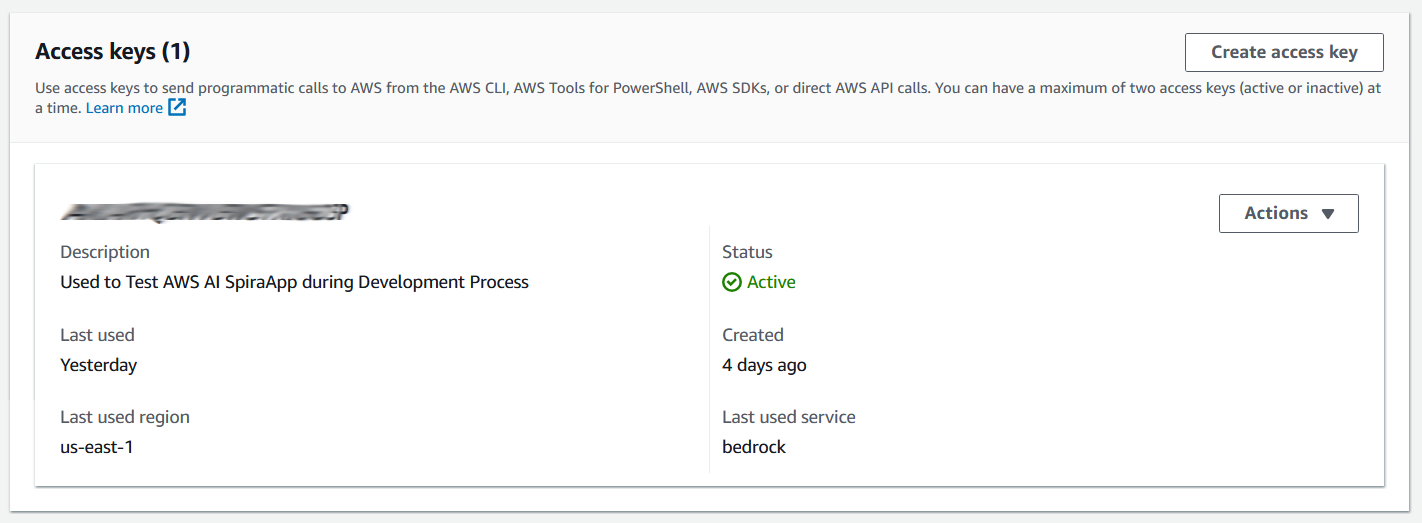 Access keys (1)
Create access key
Use access keys to send programmatic calls to AWS from the AWS CLI, AWS Tools for PowerShell, AWS SDKs, or direct AWS API calls. You can have a maximum of two access keys (active or inactive) at
a time. Learn more
Actions
Description
Used to Test AWS AI SpiraApp during Development Process
Status
Active
Last used
Yesterday
Created
4 days ago
Last used region
us-east-1
Last used service
bedrock